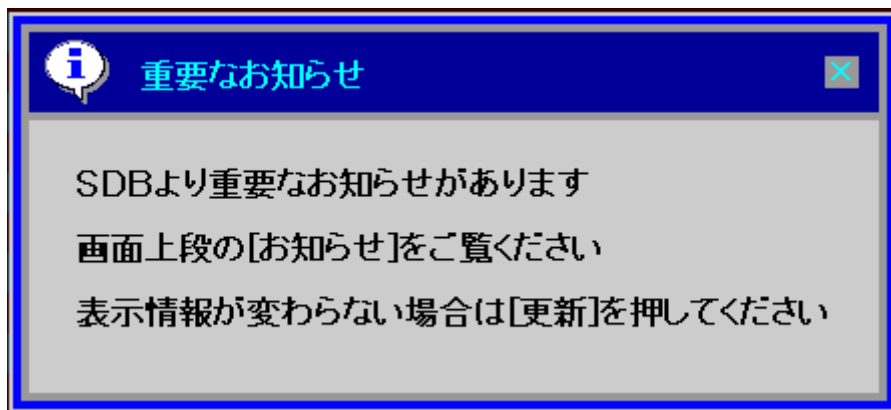 重要なお知らせ
SDBより重要なお知らせがあります
画面上段の[お知らせ]をご覧ください
表示情報が変わらない場合は[更新]を押してください